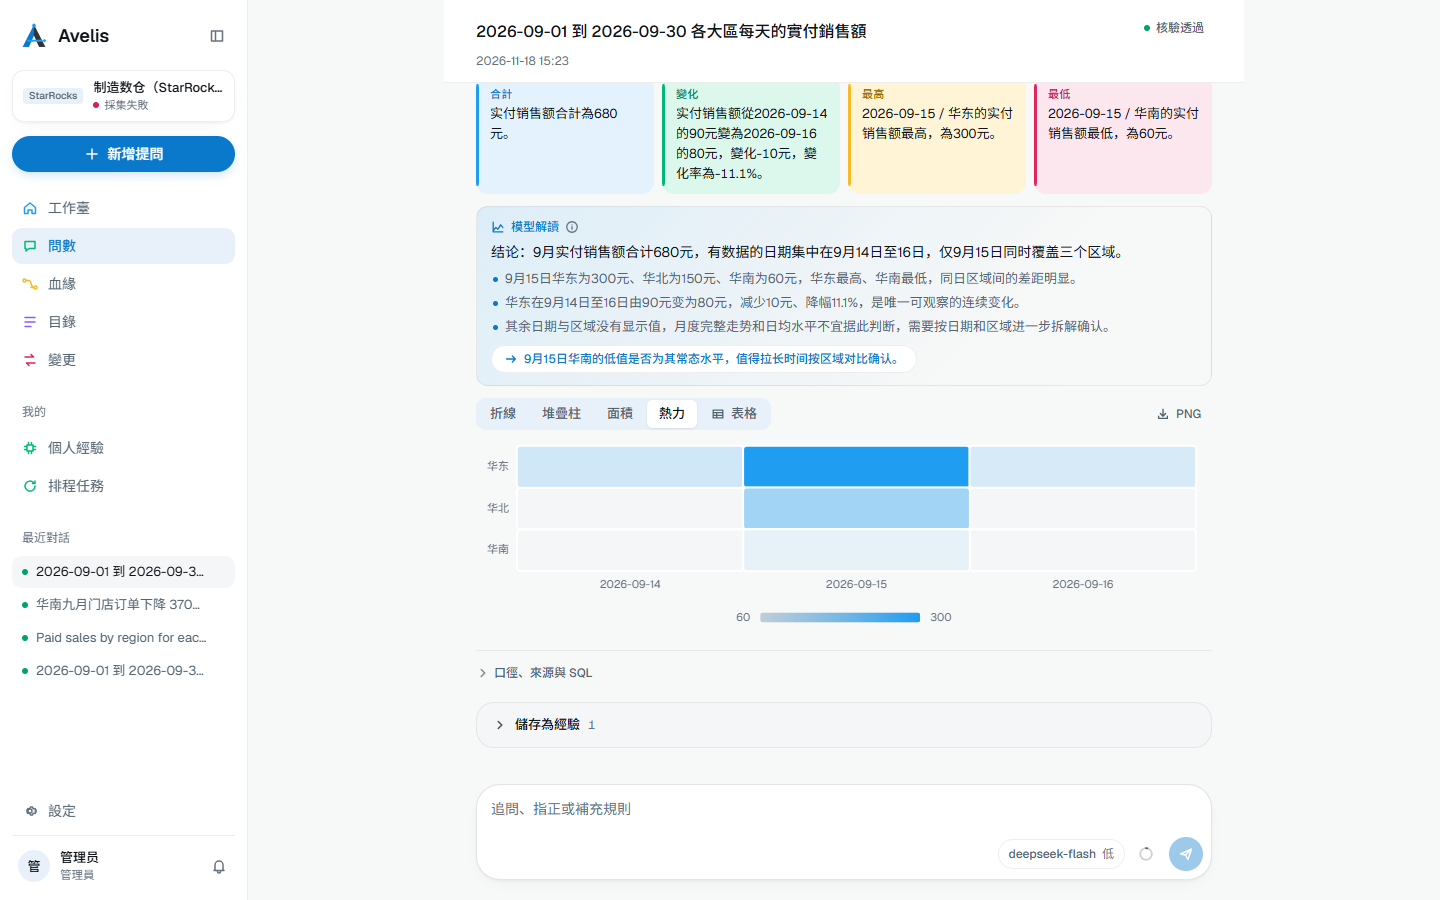 Avelis
StarRocks
制造数仓（StarRock...
採集失敗
新增提問
工作臺
問數
血緣
目錄
變更
我的
個人經驗
排程任務
最近對話
2026-09-01 到 2026-09-3...
华南九月门店订单下降 370...
Paid sales by region for eac...
2026-09-01 到 2026-09-3...
設定
管
管理员
管理員
2026-09-01 到 2026-09-30 各大區每天的實付銷售額
核驗透過
2026-11-18 15:23
合計
实付销售额合計為680
元。
變化
实付销售额從2026-09-14
的90元變為2026-09-16
的80元，變化-10元，變
化率為-11.1%。
最高
2026-09-15 / 华东的实付
销售额最高，為300元。
最低
2026-09-15 / 华南的实付
销售额最低，為60元。
模型解讀
结论：9月实付销售额合计680元，有数据的日期集中在9月14日至16日，仅9月15日同时覆盖三个区域。
9月15日华东为300元、华北为150元、华南为60元，华东最高、华南最低，同日区域间的差距明显。
华东在9月14日至16日由90元变为80元，减少10元、降幅11.1%，是唯一可观察的连续变化。
其余日期与区域没有显示值，月度完整走势和日均水平不宜据此判断，需要按日期和区域进一步拆解确认。
9月15日华南的低值是否为其常态水平，值得拉长时间按区域对比确认。
折線
堆疊柱
面積
熱力
表格
PNG
华东
华北
华南
2026-09-14
2026-09-15
2026-09-16
60
300
口徑、來源與 SQL
儲存為經驗 1
追問、指正或補充規則
deepseek-flash 低